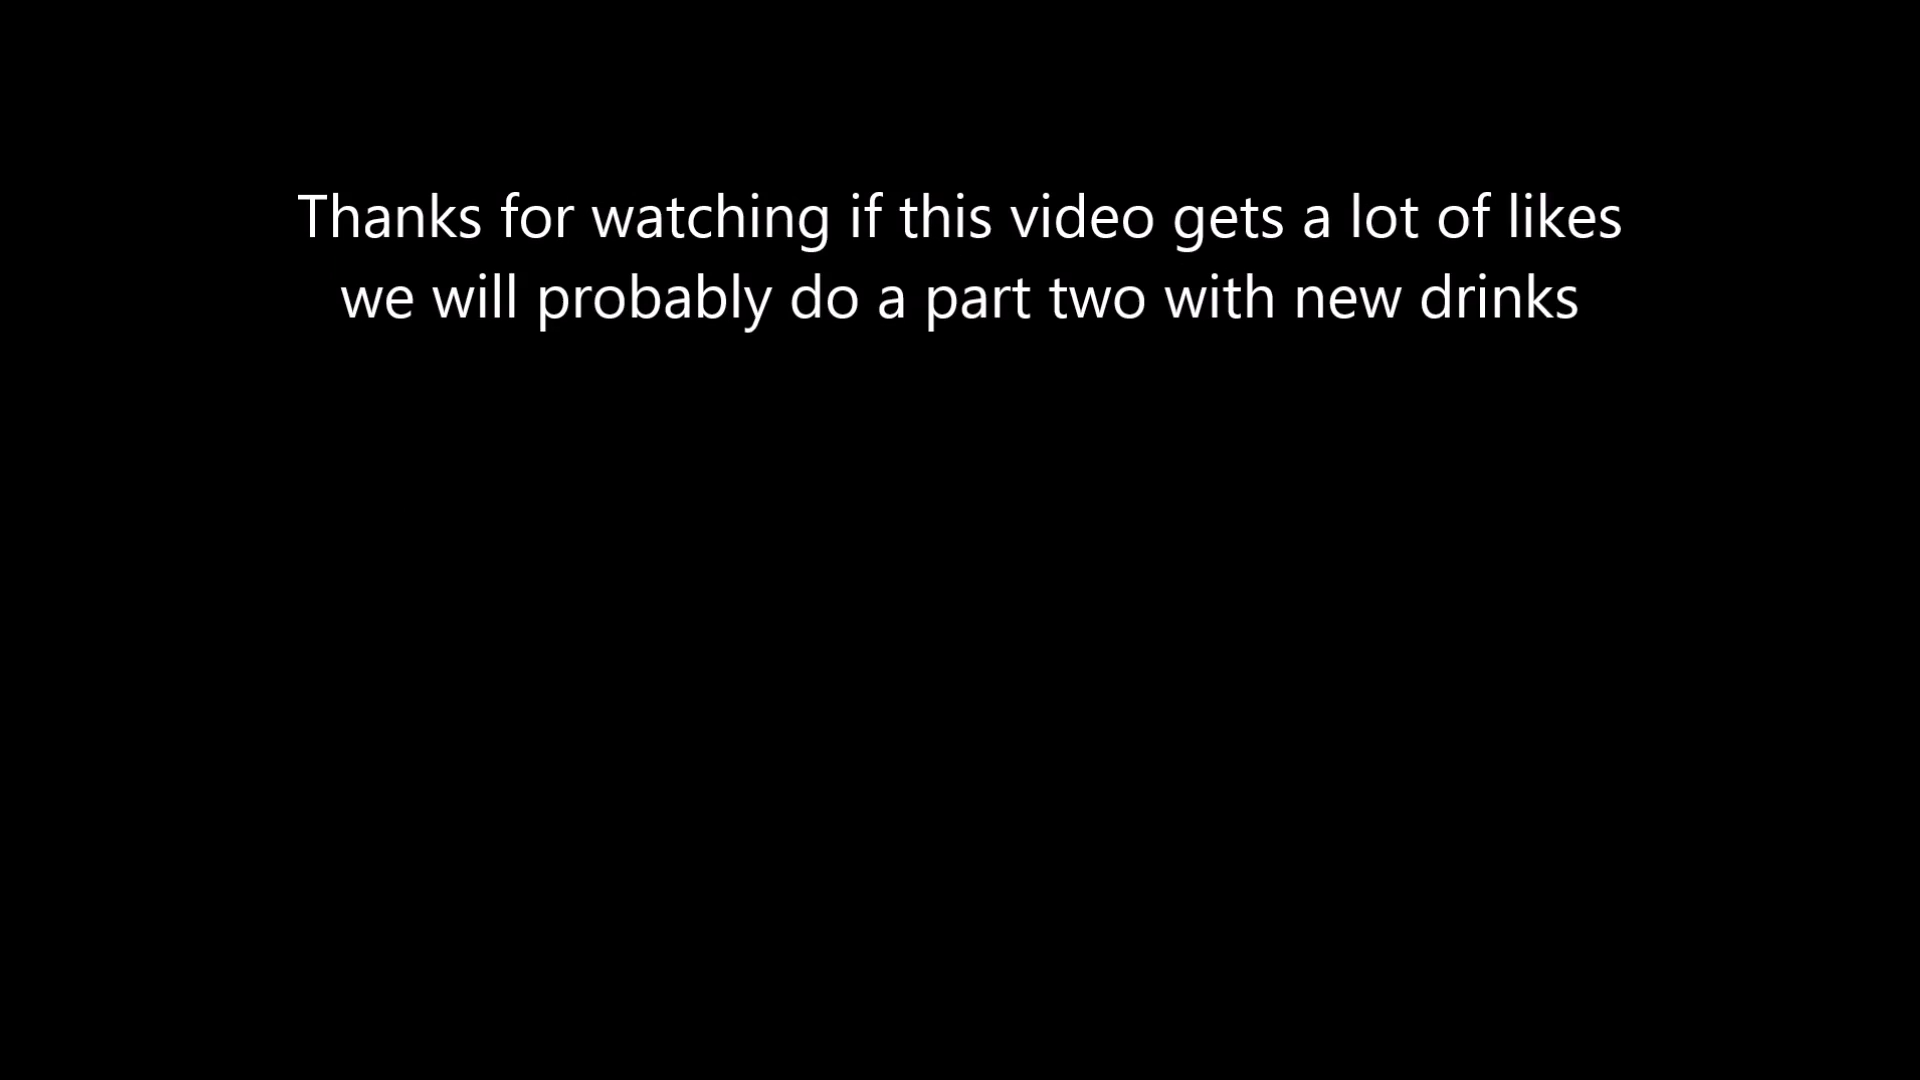 Thanks for watching if this video gets a lot of likes
we will probably do a part two with new drinks